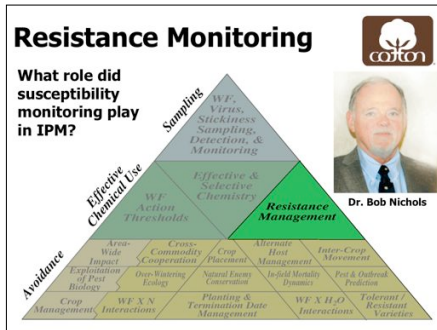 Resistance Monitoring
cotton
What role did
susceptibility
monitoring play
in IPM?
Sampling
WF,
Virus,
Stickiness
Sampling,
Detection, &
Monitoring
Effective
Chemical Use
WF
Action
Thresholds
Effective &
Selective
Chemistry
Resistance
Management
Dr. Bob Nichols
Avoidance
Area-
Wide
Impact
Cross-
Commodity
Cooperation
Crop
Placement
Alternate
Host
Management
Inter-Crop
Movement
Exploitation
of Pest
Biology
Over-Wintering
Ecology
Natural Enemy
Conservation
In-field Mortality
Dynamics
Pest & Outbreak
Prediction
Crop
Management
WF X N
Interactions
Planting &
Termination Date
Management
WF X H2O
Interactions
Tolerant /
Resistant
Varieties